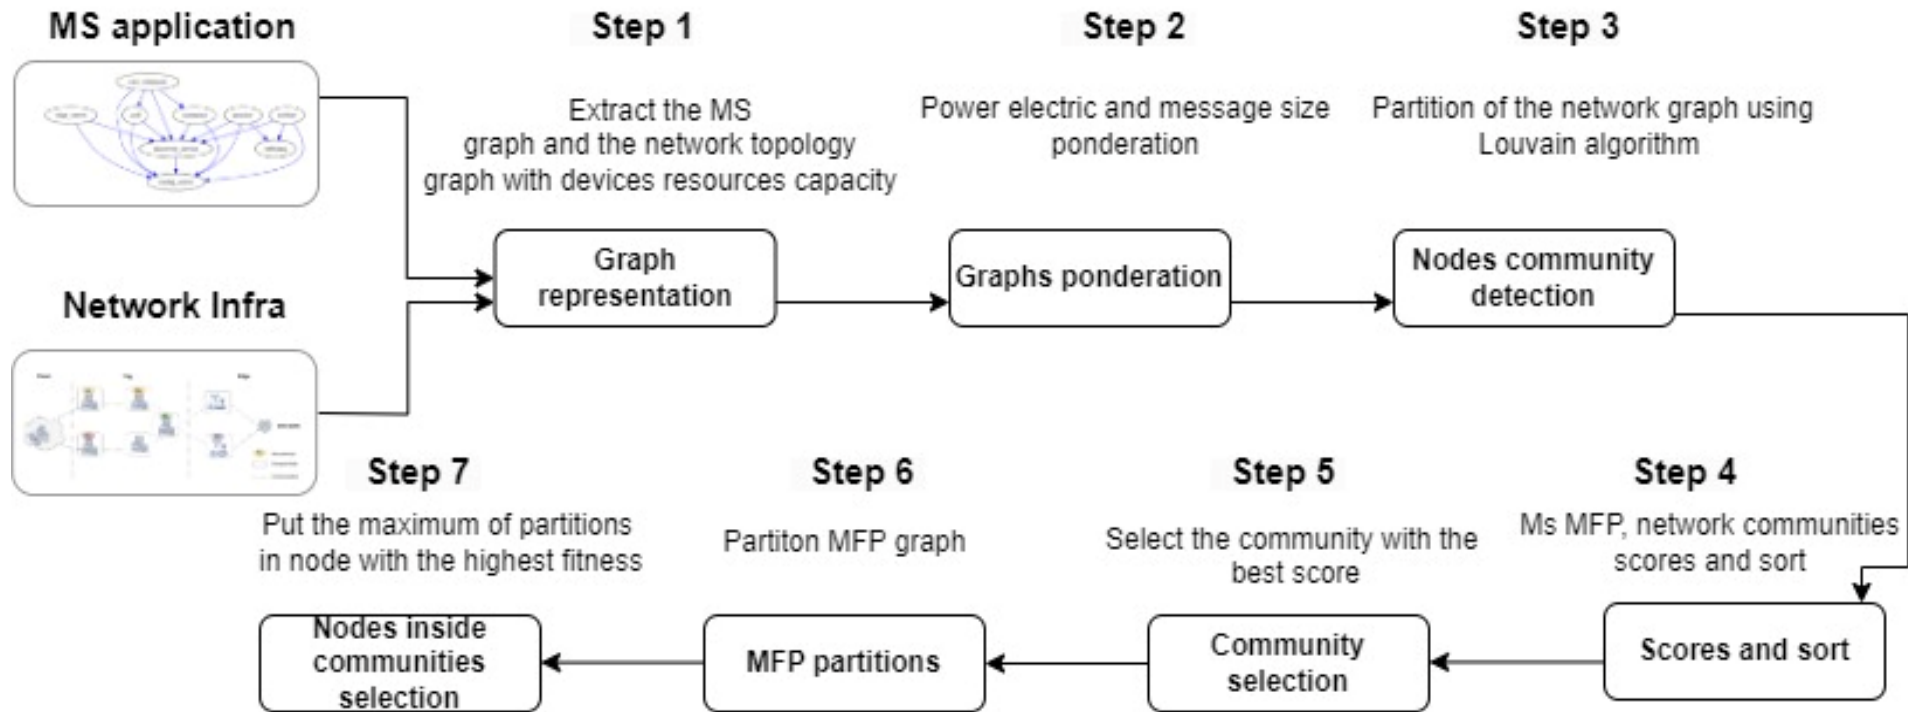 MS application
Step 1
Step 2
Step 3
Extract the MS
graph and the network topology
graph with devices resources capacity
Power electric and message size
ponderation
Partition of the network graph using
Louvain algorithm
Graph
representation
Graphs ponderation
Nodes community
detection
Network Infra
Step 7
Step 6
Step 5
Step 4
Put the maximum of partitions
in node with the highest fitness
Partiton MFP graph
Select the community with the
best score
Ms MFP, network communities
scores and sort
Nodes inside
communities
selection
MFP partitions
Community
selection
Scores and sort